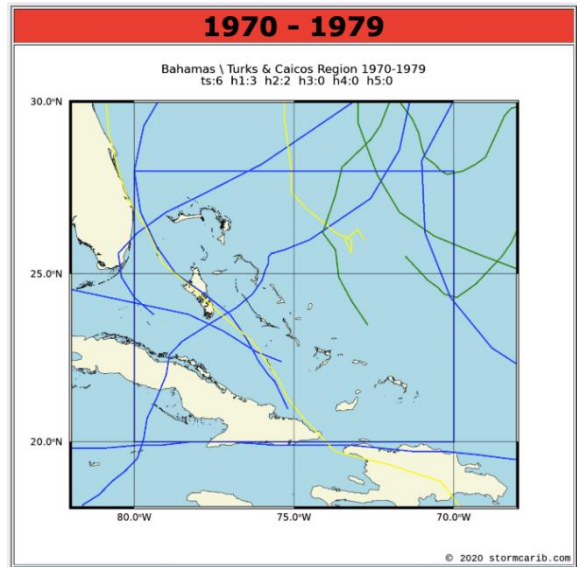 1970 - 1979
Bahamas \ Turks & Caicos Region 1970-1979
ts:6 h1:3 h2:2 h3:0 h4:0 h5:0
30.0°N
25.0°N
20.0°N
80.0°W 75.0°W 70.0°W
© 2020 stormcarib.com